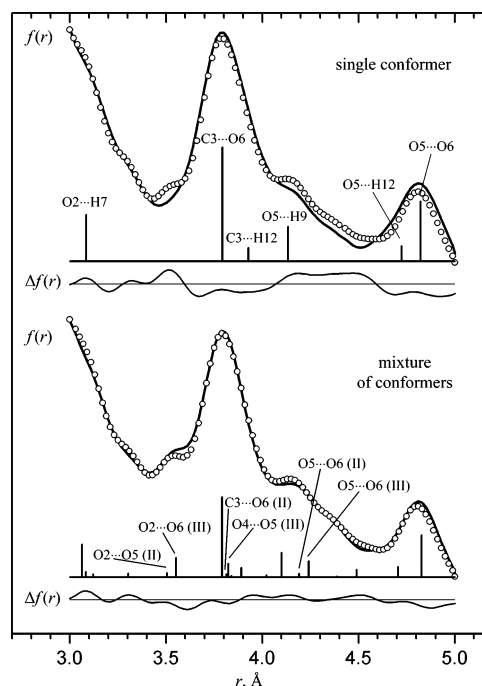 f(r)
single conformer
C3···O6
O5···O6
O2···H7
O5···H12
O5···H9
C3···H12
Δf(r)
f(r)
mixture
of conformers
O5···O6 (II)
C3···O6 (II)
O5···O6 (III)
O2···O6 (III)
O4···O5 (III)
O2···O5 (II)
Δf(r)
3.0 3.5 4.0 4.5 5.0
r, Å